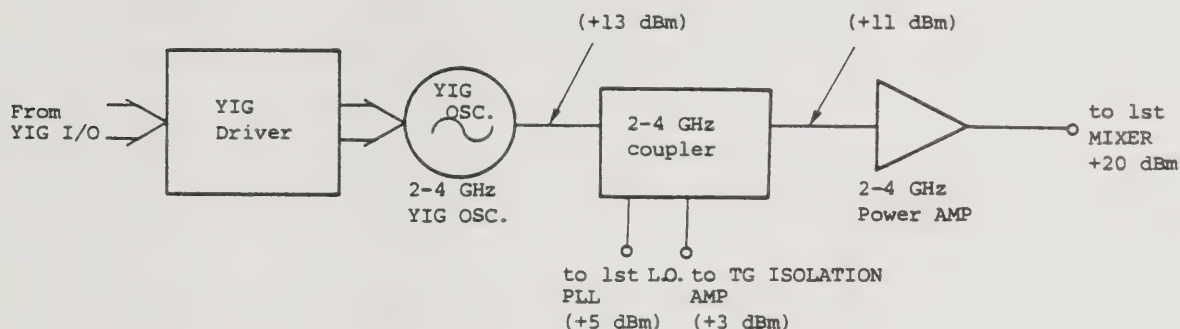 (+13 dBm)
(+11 dBm)
From
YIG I/O
YIG
Driver
YIG
OSC.
2-4 GHz
YIG OSC.
2-4 GHz
coupler
2-4 GHz
Power AMP
to 1st
MIXER
+20 dBm
to 1st L.O.
PLL
(+5 dBm)
to TG ISOLATION
AMP
(+3 dBm)